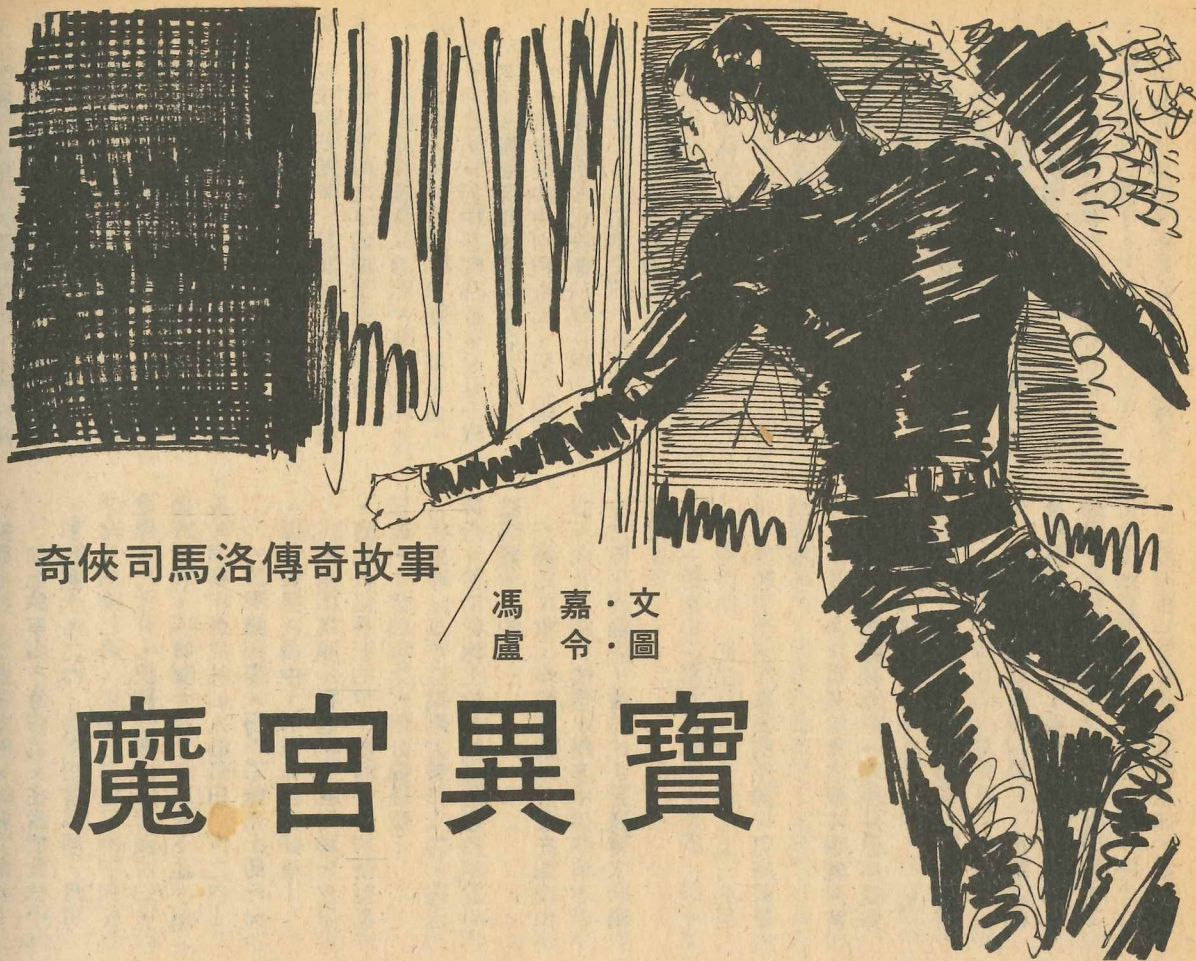 奇俠司馬洛傳奇故事
馮　嘉・文
盧　令・圖
魔宮異寶